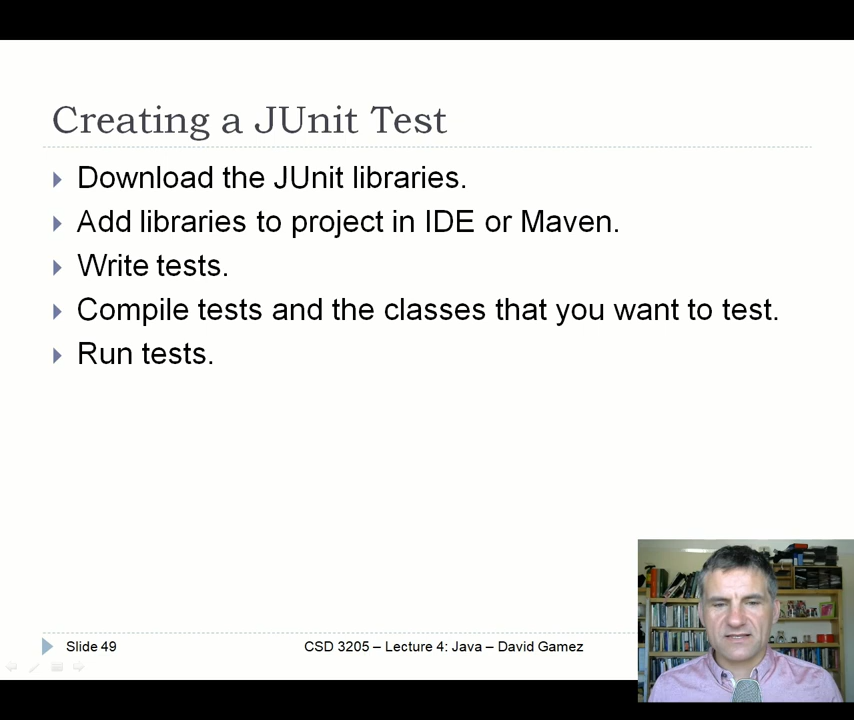 Creating a JUnit Test
Download the JUnit libraries.
Add libraries to project in IDE or Maven.
Write tests.
Compile tests and the classes that you want to test.
Run tests.
Slide 49
CSD 3205 – Lecture 4: Java – David Gamez